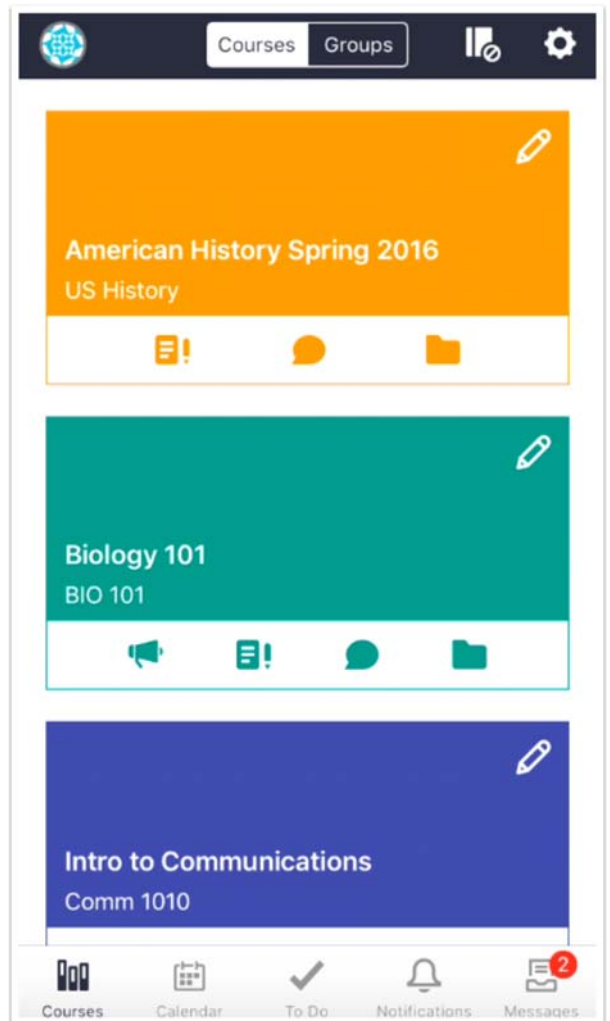 Courses Groups
American History Spring 2016
US History
Biology 101
BIO 101
Intro to Communications
Comm 1010
2
Courses Calendar To Do Notifications Messages